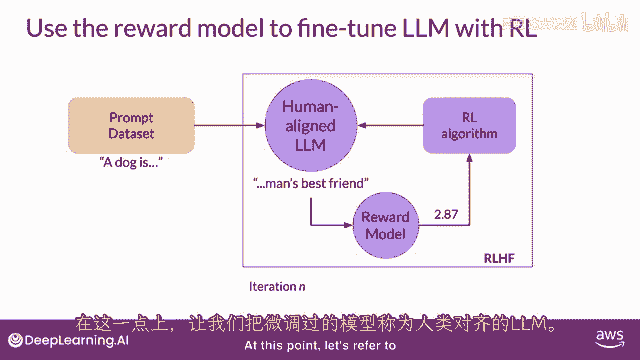 Use the reward model to fine-tune LLM with RL
Prompt
Dataset
"A dog is..."
Human-
aligned
LLM
RL
algorithm
"...man's best friend"
Reward
Model
2.87
RLHF
Iteration n
在这一点上，让我们把微调过的模型称为人类对齐的LLM。
DeepLearning.AI
At this point, let's refer to
aws